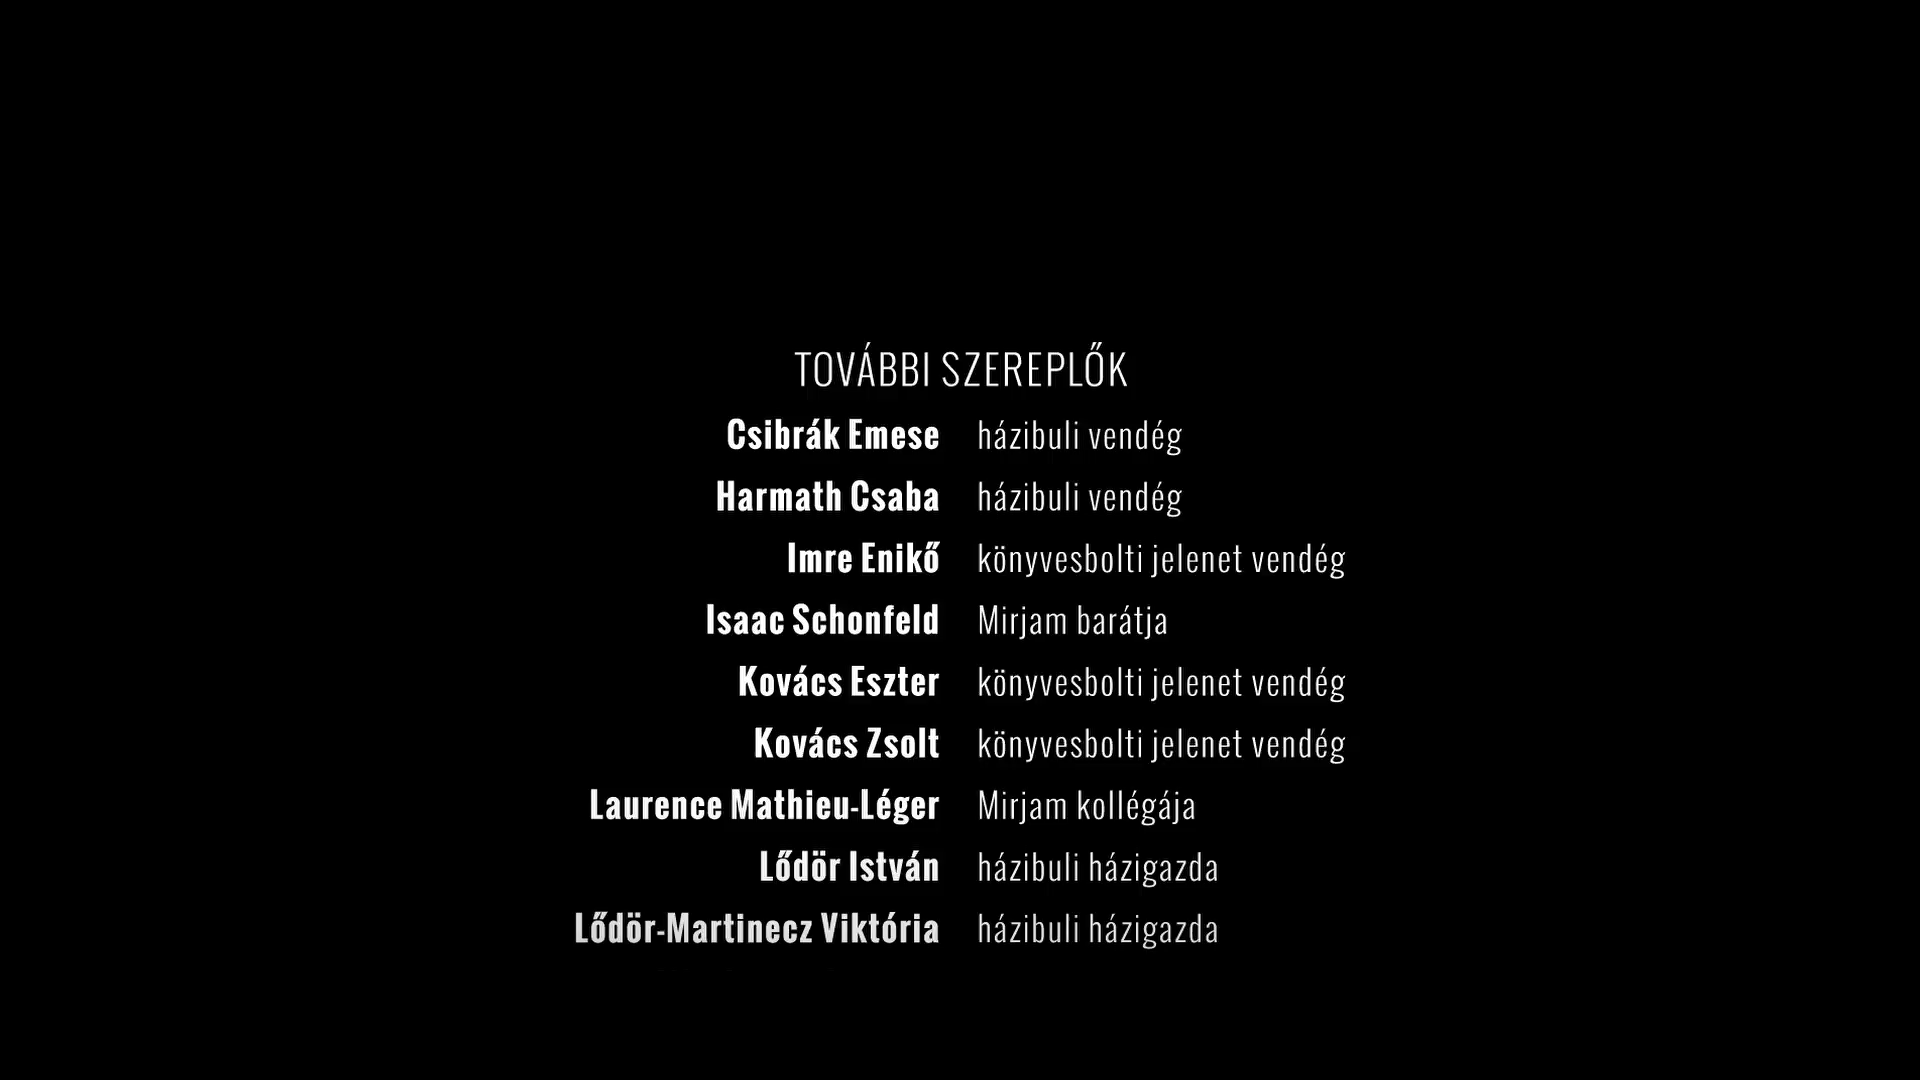 TOVÁBBI SZEREPLŐK
Csibrák Emese házibuli vendég
Harmath Csaba házibuli vendég
Imre Enikő könyvesbolti jelenet vendég
Isaac Schonfeld Mirjam barátja
Kovács Eszter könyvesbolti jelenet vendég
Kovács Zsolt könyvesbolti jelenet vendég
Laurence Mathieu-Léger Mirjam kollégája
Lődör István házibuli házigazda
Lődör-Martinecz Viktória házibuli házigazda